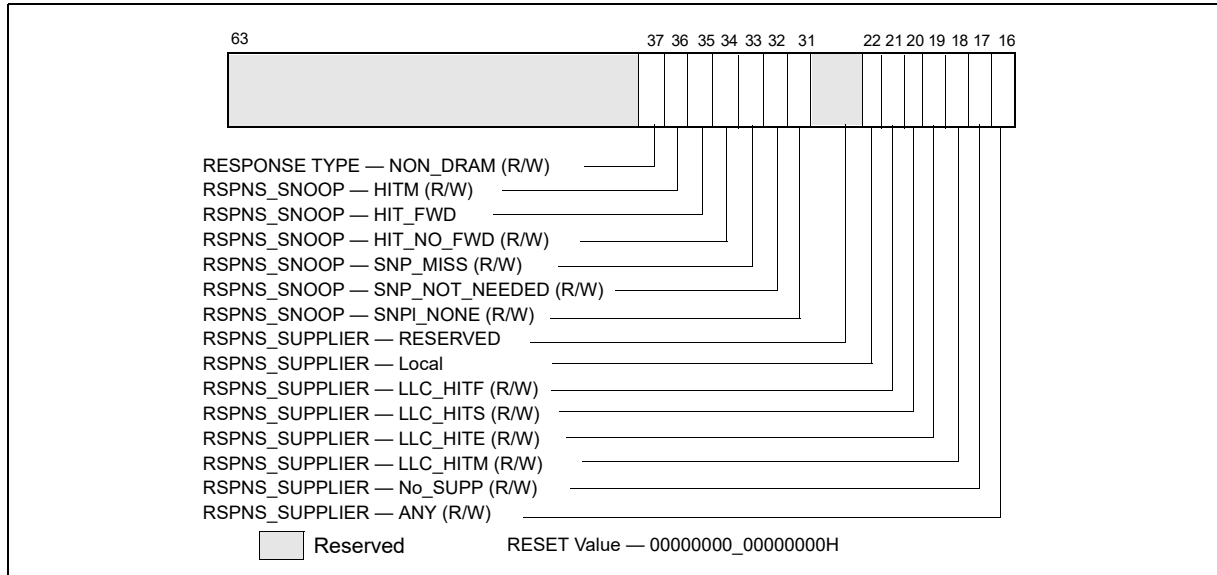 63 37 36 35 34 33 32 31 22 21 20 19 18 17 16
RESPONSE TYPE — NON_DRAM (R/W)
RSPNS_SNOOP — HITM (R/W)
RSPNS_SNOOP — HIT_FWD
RSPNS_SNOOP — HIT_NO_FWD (R/W)
RSPNS_SNOOP — SNP_MISS (R/W)
RSPNS_SNOOP — SNP_NOT_NEEDED (R/W)
RSPNS_SNOOP — SNPl_NONE (R/W)
RSPNS_SUPPLIER — RESERVED
RSPNS_SUPPLIER — Local
RSPNS_SUPPLIER — LLC_HITF (R/W)
RSPNS_SUPPLIER — LLC_HITS (R/W)
RSPNS_SUPPLIER — LLC_HITE (R/W)
RSPNS_SUPPLIER — LLC_HITM (R/W)
RSPNS_SUPPLIER — No_SUPP (R/W)
RSPNS_SUPPLIER — ANY (R/W)
Reserved RESET Value — 00000000_00000000H